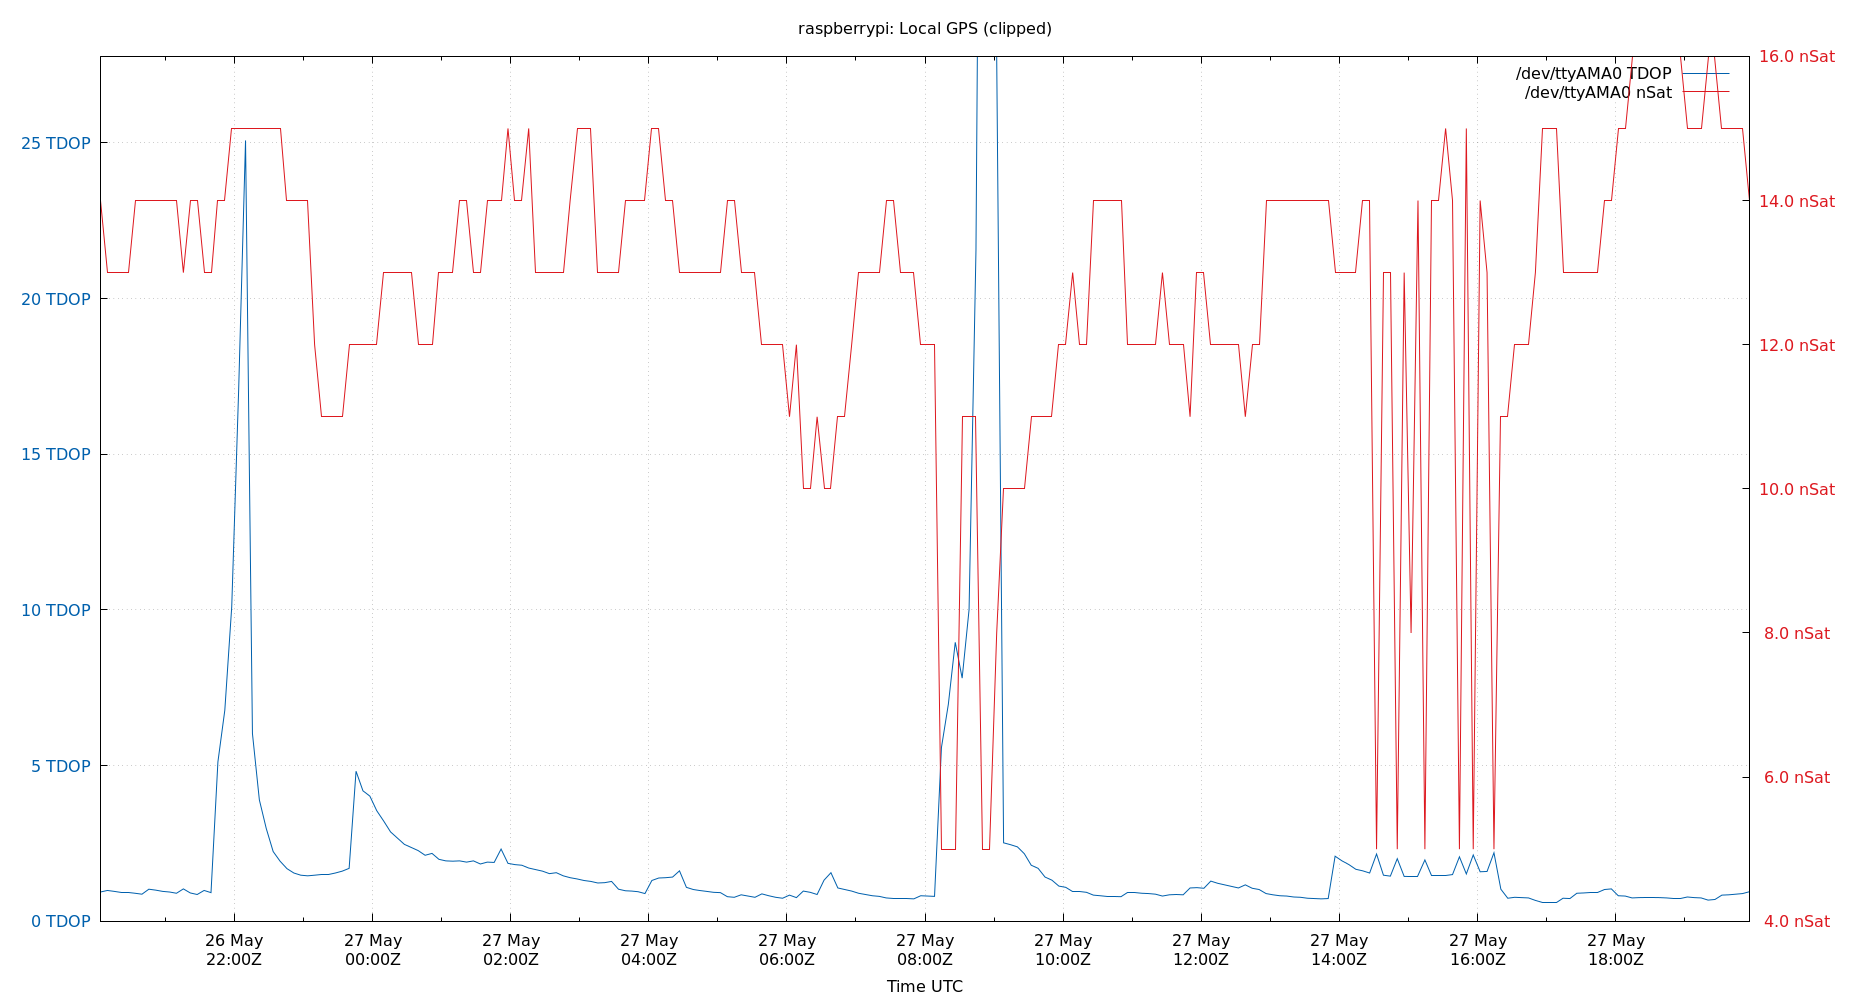 raspberrypi: Local GPS (clipped)
/dev/ttyAMA0 TDOP
/dev/ttyAMA0 nSat
25 TDOP
20 TDOP
15 TDOP
10 TDOP
5 TDOP
0 TDOP
16.0 nSat
14.0 nSat
12.0 nSat
10.0 nSat
8.0 nSat
6.0 nSat
4.0 nSat
26 May
22:00Z
27 May
00:00Z
27 May
02:00Z
27 May
04:00Z
27 May
06:00Z
27 May
08:00Z
27 May
10:00Z
27 May
12:00Z
27 May
14:00Z
27 May
16:00Z
27 May
18:00Z
Time UTC